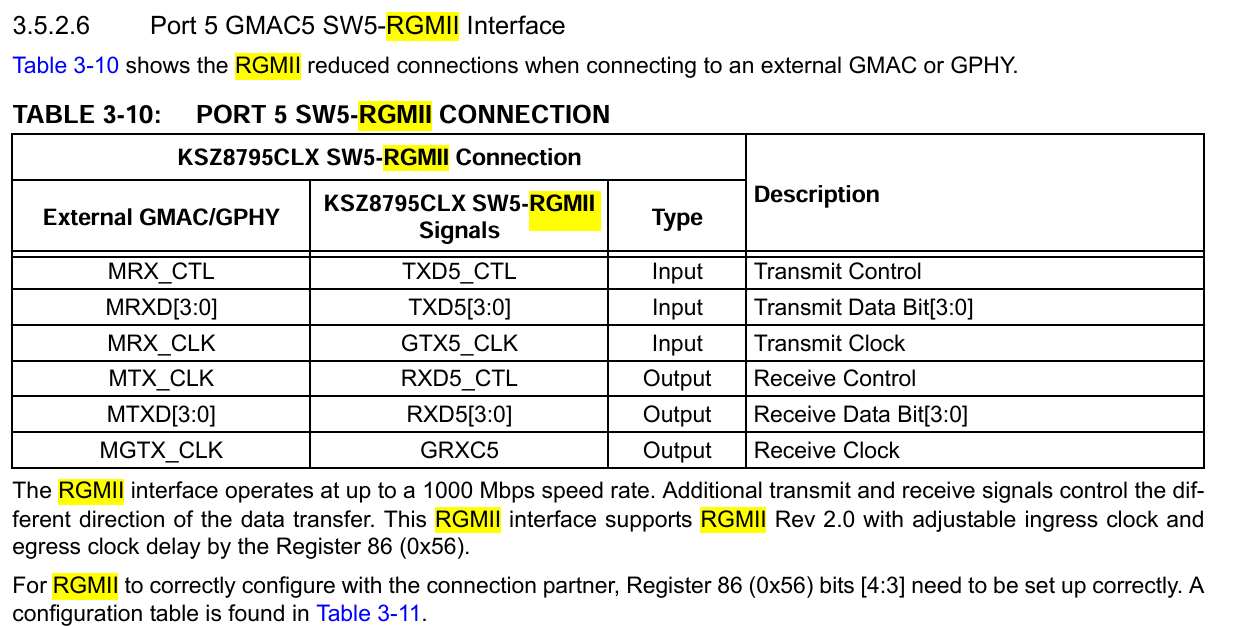 3.5.2.6 Port 5 GMAC5 SW5-RGMII Interface
Table 3-10 shows the RGMII reduced connections when connecting to an external GMAC or GPHY.
TABLE 3-10: PORT 5 SW5-RGMII CONNECTION
KSZ8795CLX SW5-RGMII Connection
Description
External GMAC/GPHY
KSZ8795CLX SW5-RGMII
Signals
Type
MRX_CTL TXD5_CTL Input Transmit Control
MRXD[3:0] TXD5[3:0] Input Transmit Data Bit[3:0]
MRX_CLK GTX5_CLK Input Transmit Clock
MTX_CLK RXD5_CTL Output Receive Control
MTXD[3:0] RXD5[3:0] Output Receive Data Bit[3:0]
MGTX_CLK GRXC5 Output Receive Clock
The RGMII interface operates at up to a 1000 Mbps speed rate. Additional transmit and receive signals control the dif-
ferent direction of the data transfer. This RGMII interface supports RGMII Rev 2.0 with adjustable ingress clock and
egress clock delay by the Register 86 (0x56).
For RGMII to correctly configure with the connection partner, Register 86 (0x56) bits [4:3] need to be set up correctly. A
configuration table is found in Table 3-11.